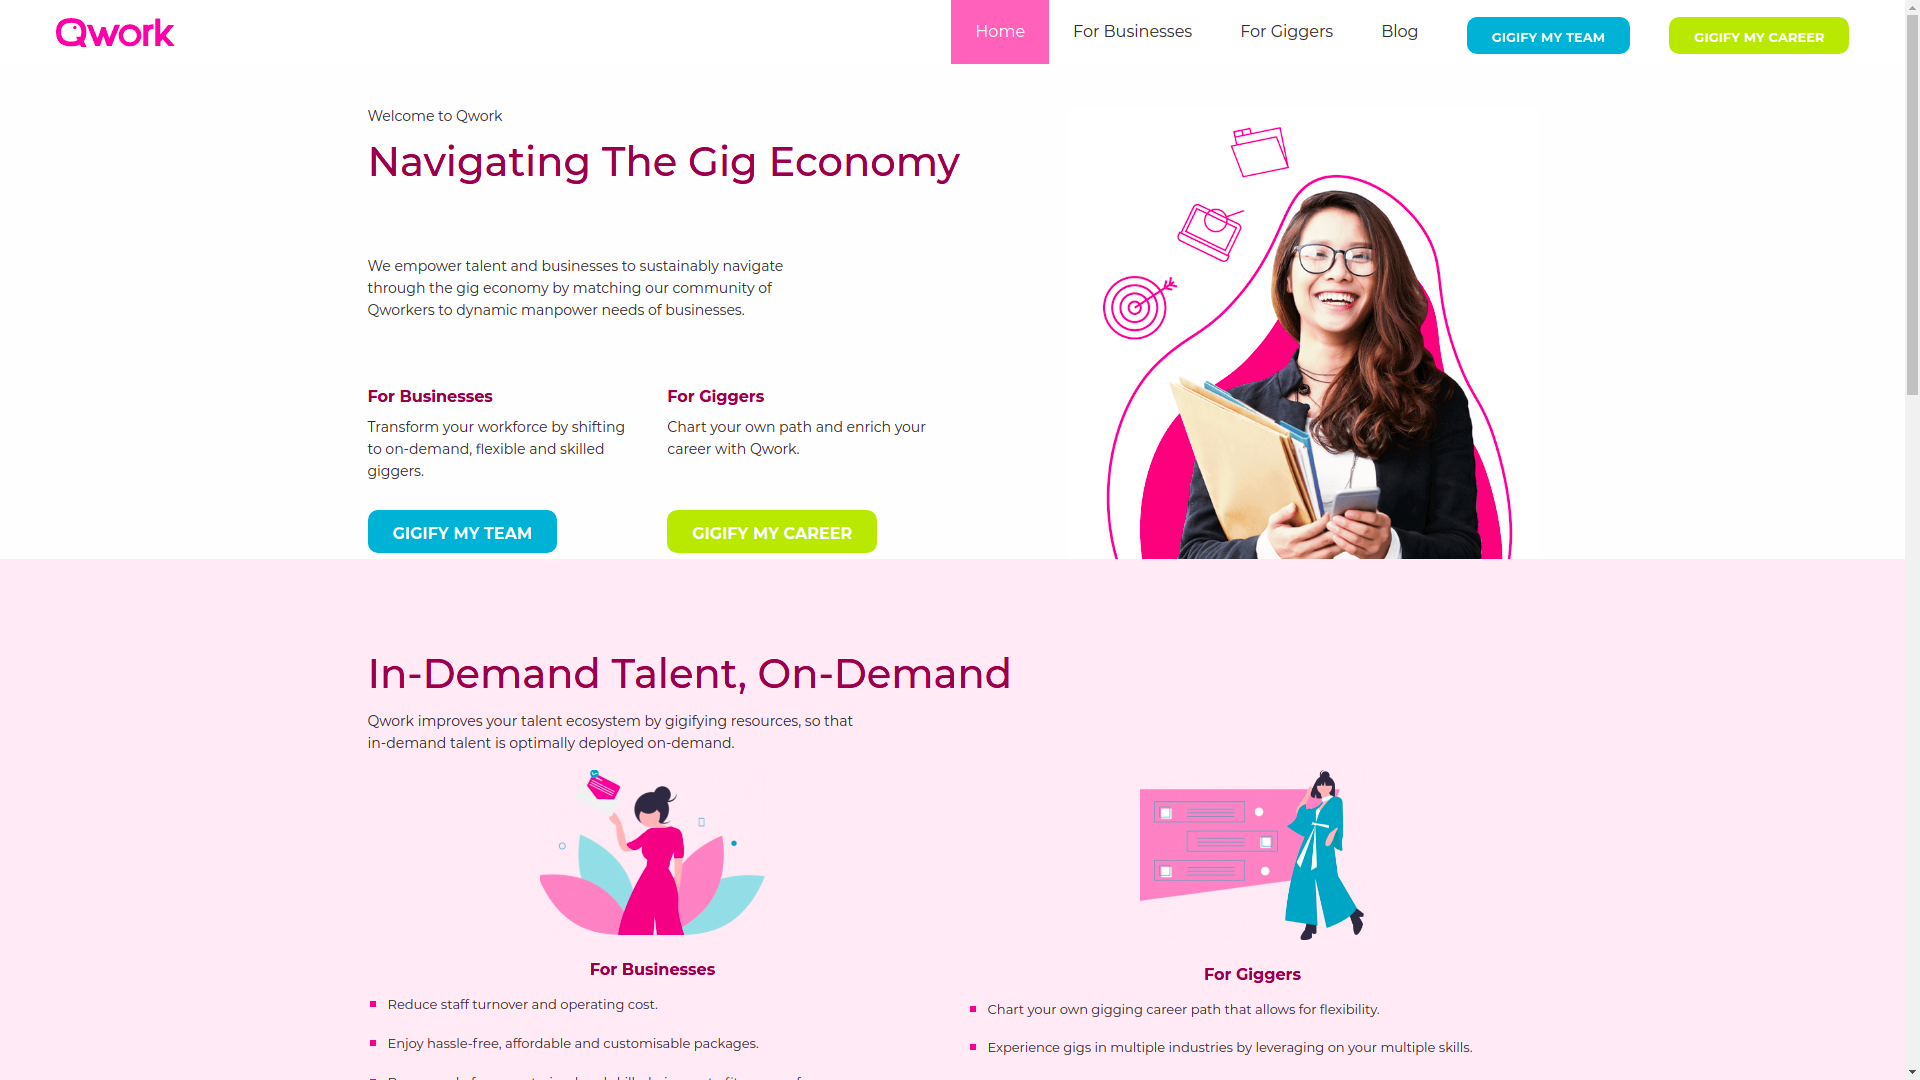 Qwork
Home
For Businesses
For Giggers
Blog
GIGIFY MY TEAM
GIGIFY MY CAREER
Welcome to Qwork
Navigating The Gig Economy
We empower talent and businesses to sustainably navigate
through the gig economy by matching our community of
Qworkers to dynamic manpower needs of businesses.
For Businesses
Transform your workforce by shifting
to on-demand, flexible and skilled
giggers.
GIGIFY MY TEAM
For Giggers
Chart your own path and enrich your
career with Qwork.
GIGIFY MY CAREER
In-Demand Talent, On-Demand
Qwork improves your talent ecosystem by gigifying resources, so that
in-demand talent is optimally deployed on-demand.
For Businesses
Reduce staff turnover and operating cost.
Enjoy hassle-free, affordable and customisable packages.
For Giggers
Chart your own gigging career path that allows for flexibility.
Experience gigs in multiple industries by leveraging on your multiple skills.